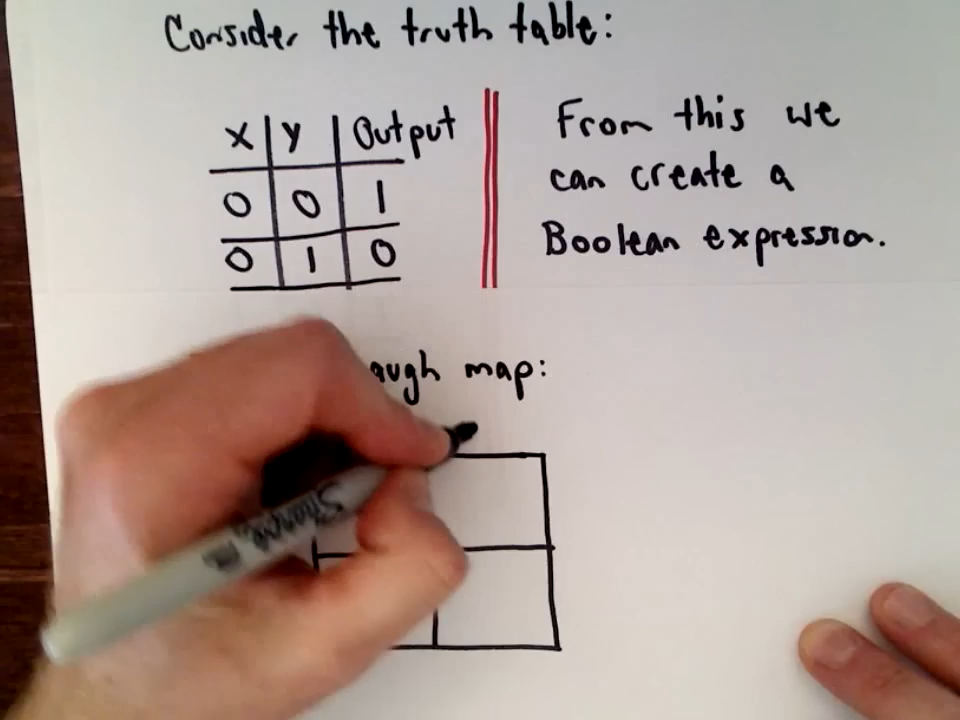 Consider the truth table:
X Y Output
0 0 1
0 1 0
From this we
can create a
Boolean expression.
map:
Sharpie